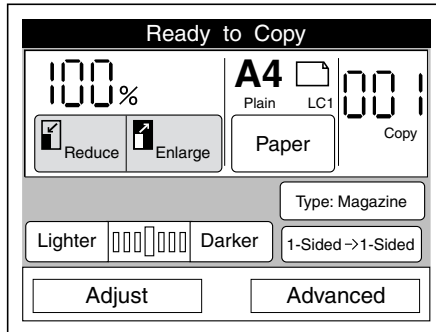 Ready to Copy
100%
A4
Plain LC1
001
Copy
Reduce Enlarge
Paper
Type: Magazine
Lighter Darker
1-Sided->1-Sided
Adjust Advanced